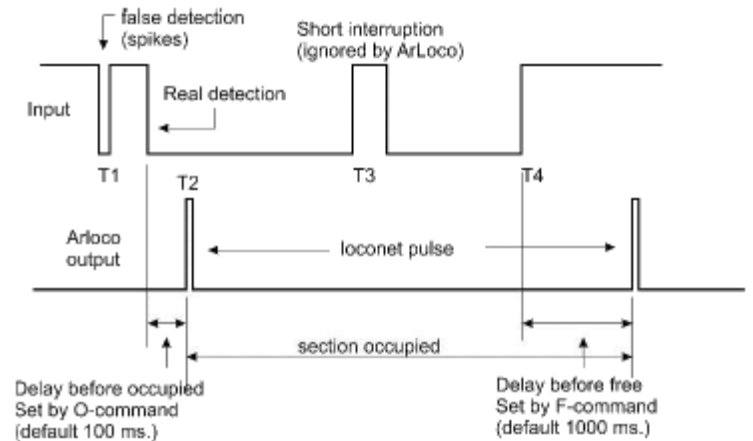 false detection
(spikes)
Short interruption
(ignored by ArLoco)
Input
Real detection
T1
T2
T3
T4
Arloco
output
loconet pulse
section occupied
Delay before occupied
Set by O-command
(default 100 ms.)
Delay before free
Set by F-command
(default 1000 ms.)